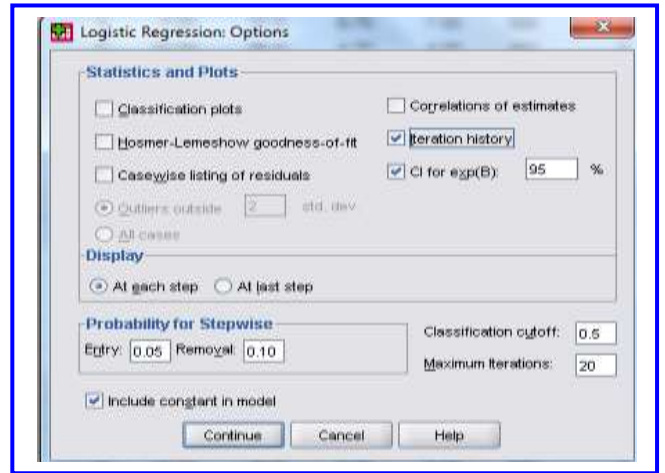 Logistic Regression: Options
Statistics and Plots
Classification plots
Correlations of estimates
Hosmer-Lemeshow goodness-of-fit
Iteration history
Casewise listing of residuals
CI for exp(B): 95 %
Outliers outside 2 std. dev
All cases
Display
At each step At last step
Probability for Stepwise
Entry: 0.05 Removal: 0.10
Classification cutoff: 0.5
Maximum Iterations: 20
Include constant in model
Continue Cancel Help